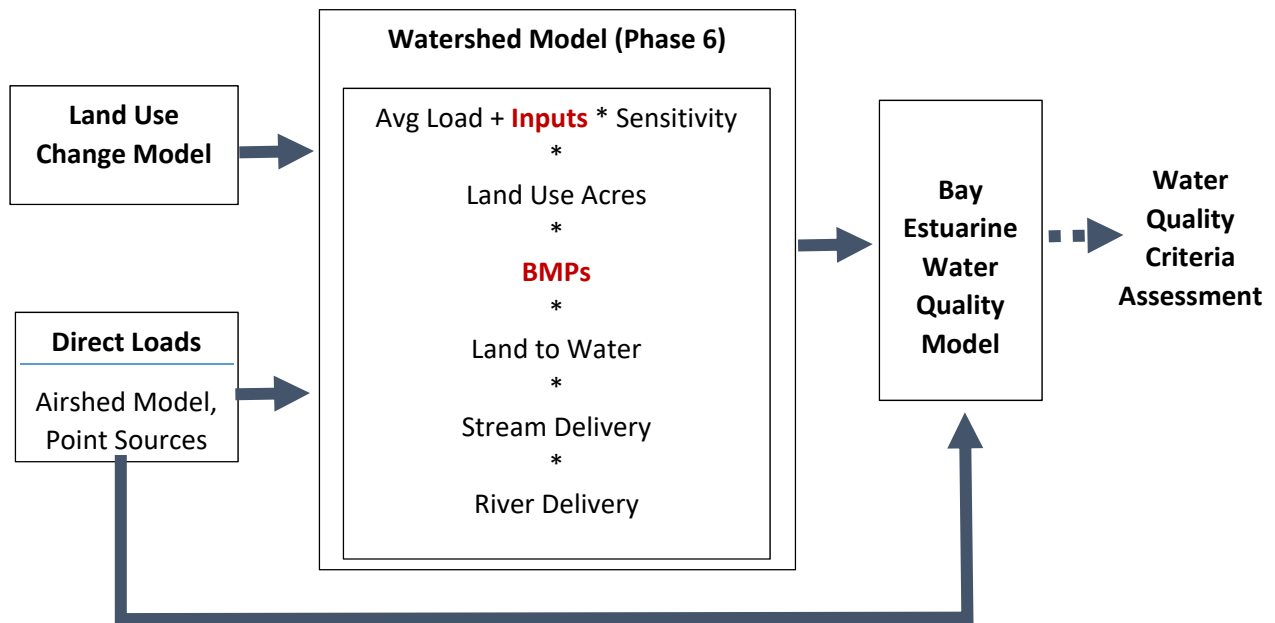 Watershed Model (Phase 6)
Land Use
Change Model
Avg Load + Inputs * Sensitivity
*
Land Use Acres
*
BMPs
*
Land to Water
*
Stream Delivery
*
River Delivery
Direct Loads
Airshed Model,
Point Sources
Bay
Estuarine
Water
Quality
Model
Water
Quality
Criteria
Assessment